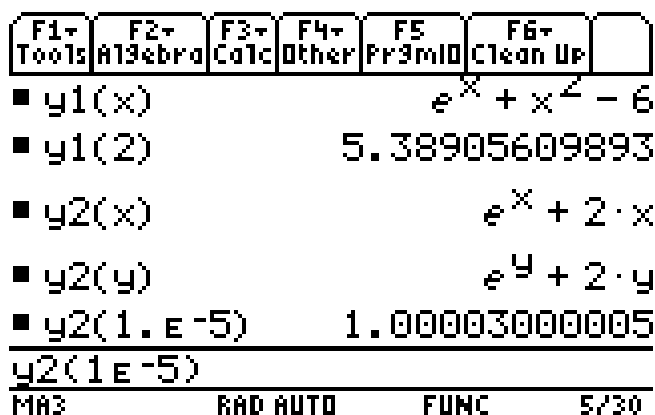 F1▾ Tools F2▾ Algebra F3▾ Calc F4▾ Other F5 PrgmIO F6▾ Clean Up
▪ y1(x) e^x + x^2 − 6
▪ y1(2) 5.38905609893
▪ y2(x) e^x + 2·x
▪ y2(y) e^y + 2·y
▪ y2(1.ᴇ⁻5) 1.00003000005
y2(1ᴇ⁻5)
MA3 RAD AUTO FUNC 5/30